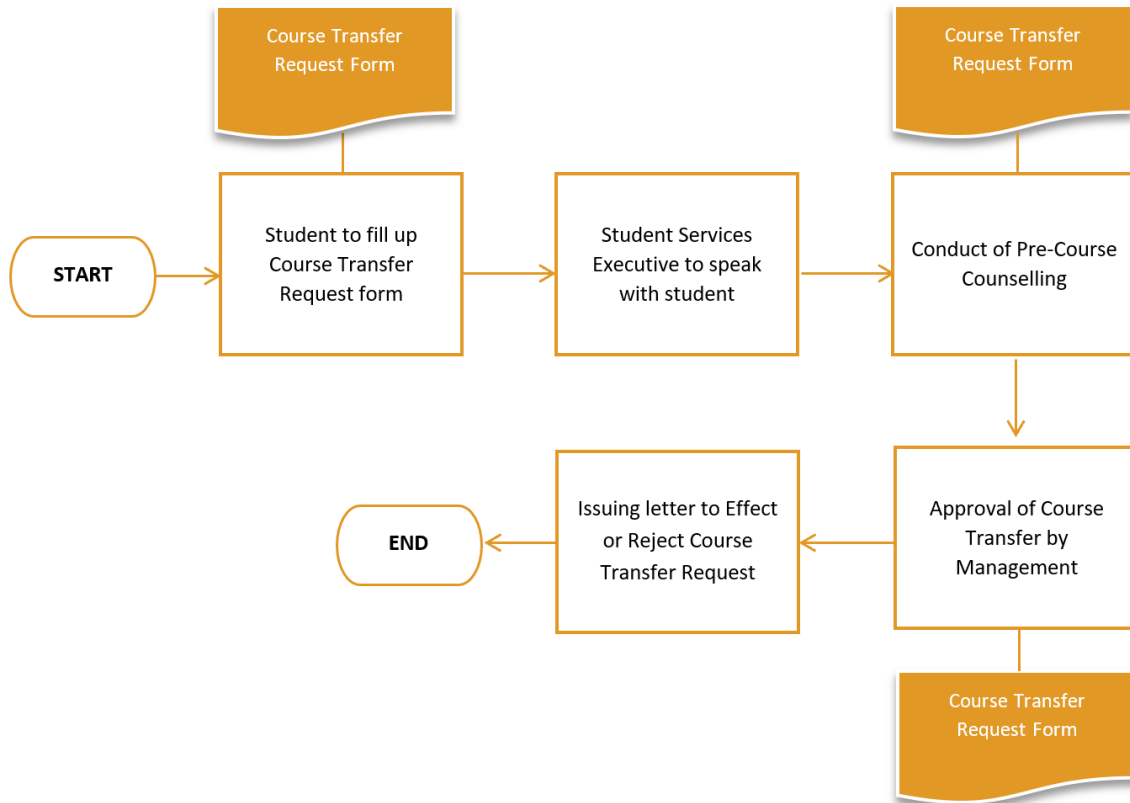 Course Transfer
Request Form
Course Transfer
Request Form
START
Student to fill up
Course Transfer
Request form
Student Services
Executive to speak
with student
Conduct of Pre-Course
Counselling
Approval of Course
Transfer by
Management
Issuing letter to Effect
or Reject Course
Transfer Request
END
Course Transfer
Request Form